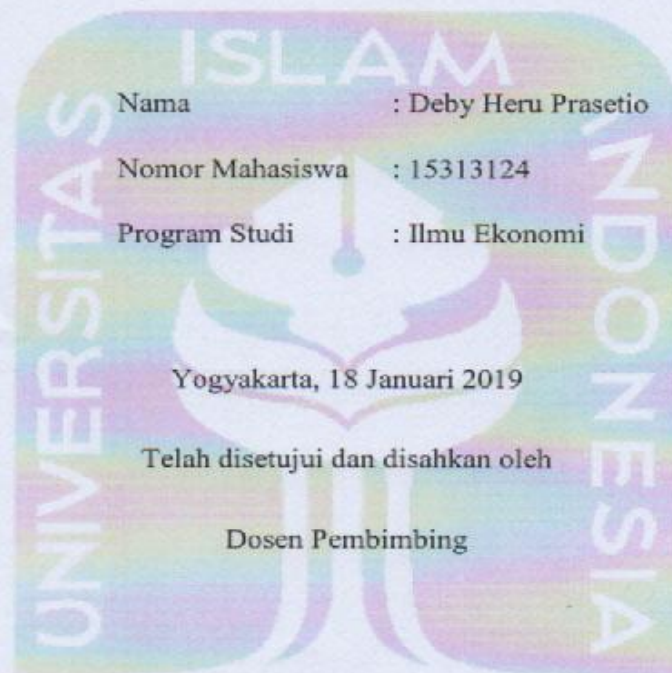 UNIVERSITAS ISLAM INDONESIA
Nama : Deby Heru Prasetio
Nomor Mahasiswa : 15313124
Program Studi : Ilmu Ekonomi
Yogyakarta, 18 Januari 2019
Telah disetujui dan disahkan oleh
Dosen Pembimbing